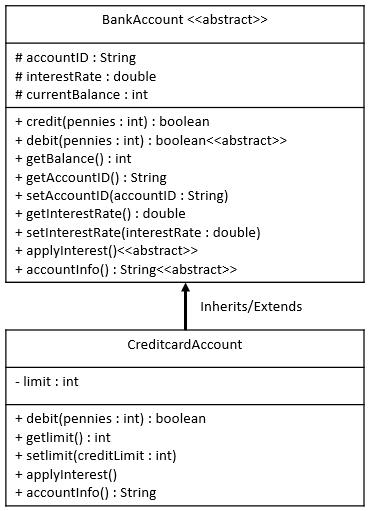 BankAccount <<abstract>>
# accountID : String
# interestRate : double
# currentBalance : int
+ credit(pennies : int) : boolean
+ debit(pennies : int) : boolean<<abstract>>
+ getBalance() : int
+ getAccountID() : String
+ setAccountID(accountID : String)
+ getInterestRate() : double
+ setInterestRate(interestRate : double)
+ applyInterest()<<abstract>>
+ accountInfo() : String<<abstract>>
Inherits/Extends
CreditcardAccount
- limit : int
+ debit(pennies : int) : boolean
+ getlimit() : int
+ setlimit(creditLimit : int)
+ applyInterest()
+ accountInfo() : String